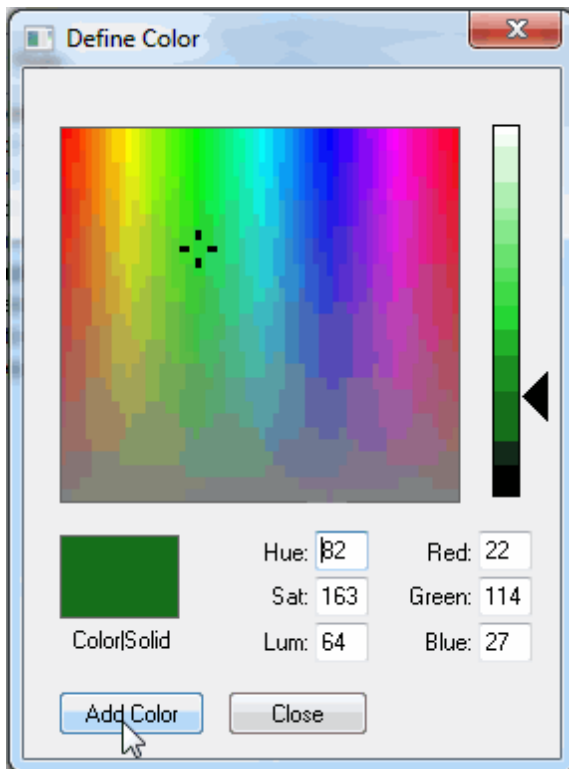 Define Color
Hue: 82 Red: 22
Sat: 163 Green: 114
Color|Solid
Lum: 64 Blue: 27
Add Color Close